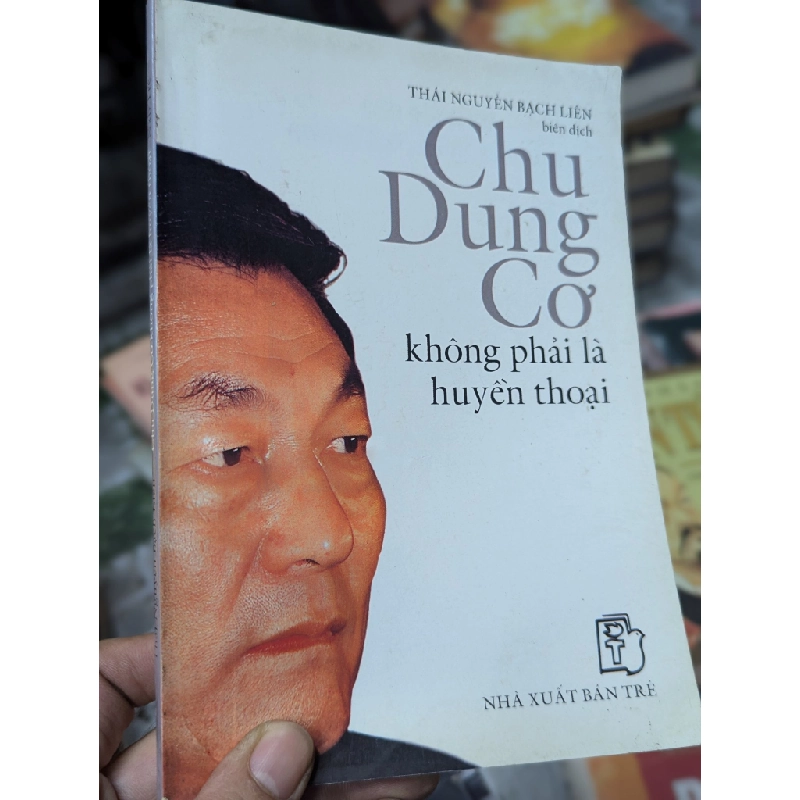 THÁI NGUYỄN BẠCH LIÊN
biên dịch
Chu
Dung
Cơ
không phải là
huyền thoại
T
NHÀ XUẤT BẢN TRẺ